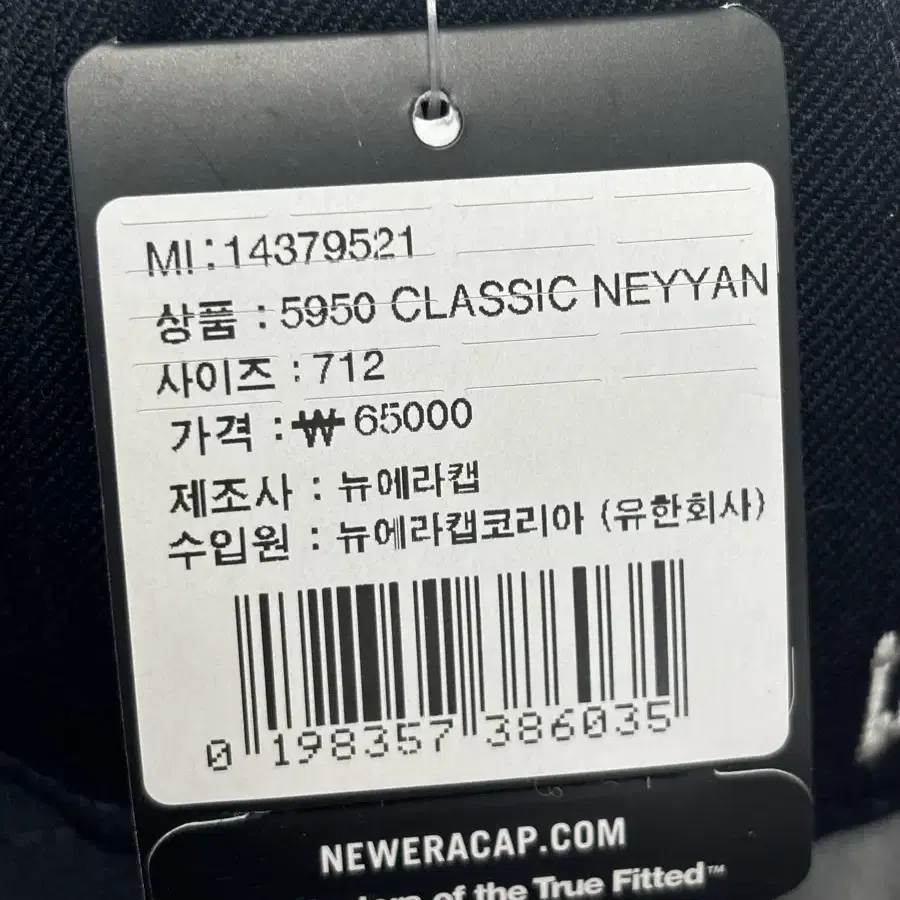 MI:14379521
상품 : 5950 CLASSIC NEYYAN
사이즈 : 712
가격 : ₩ 65000
제조사 : 뉴에라캡
수입원 : 뉴에라캡코리아 (유한회사)
0 198357 386035
NEWERACAP.COM
of the True Fitted™